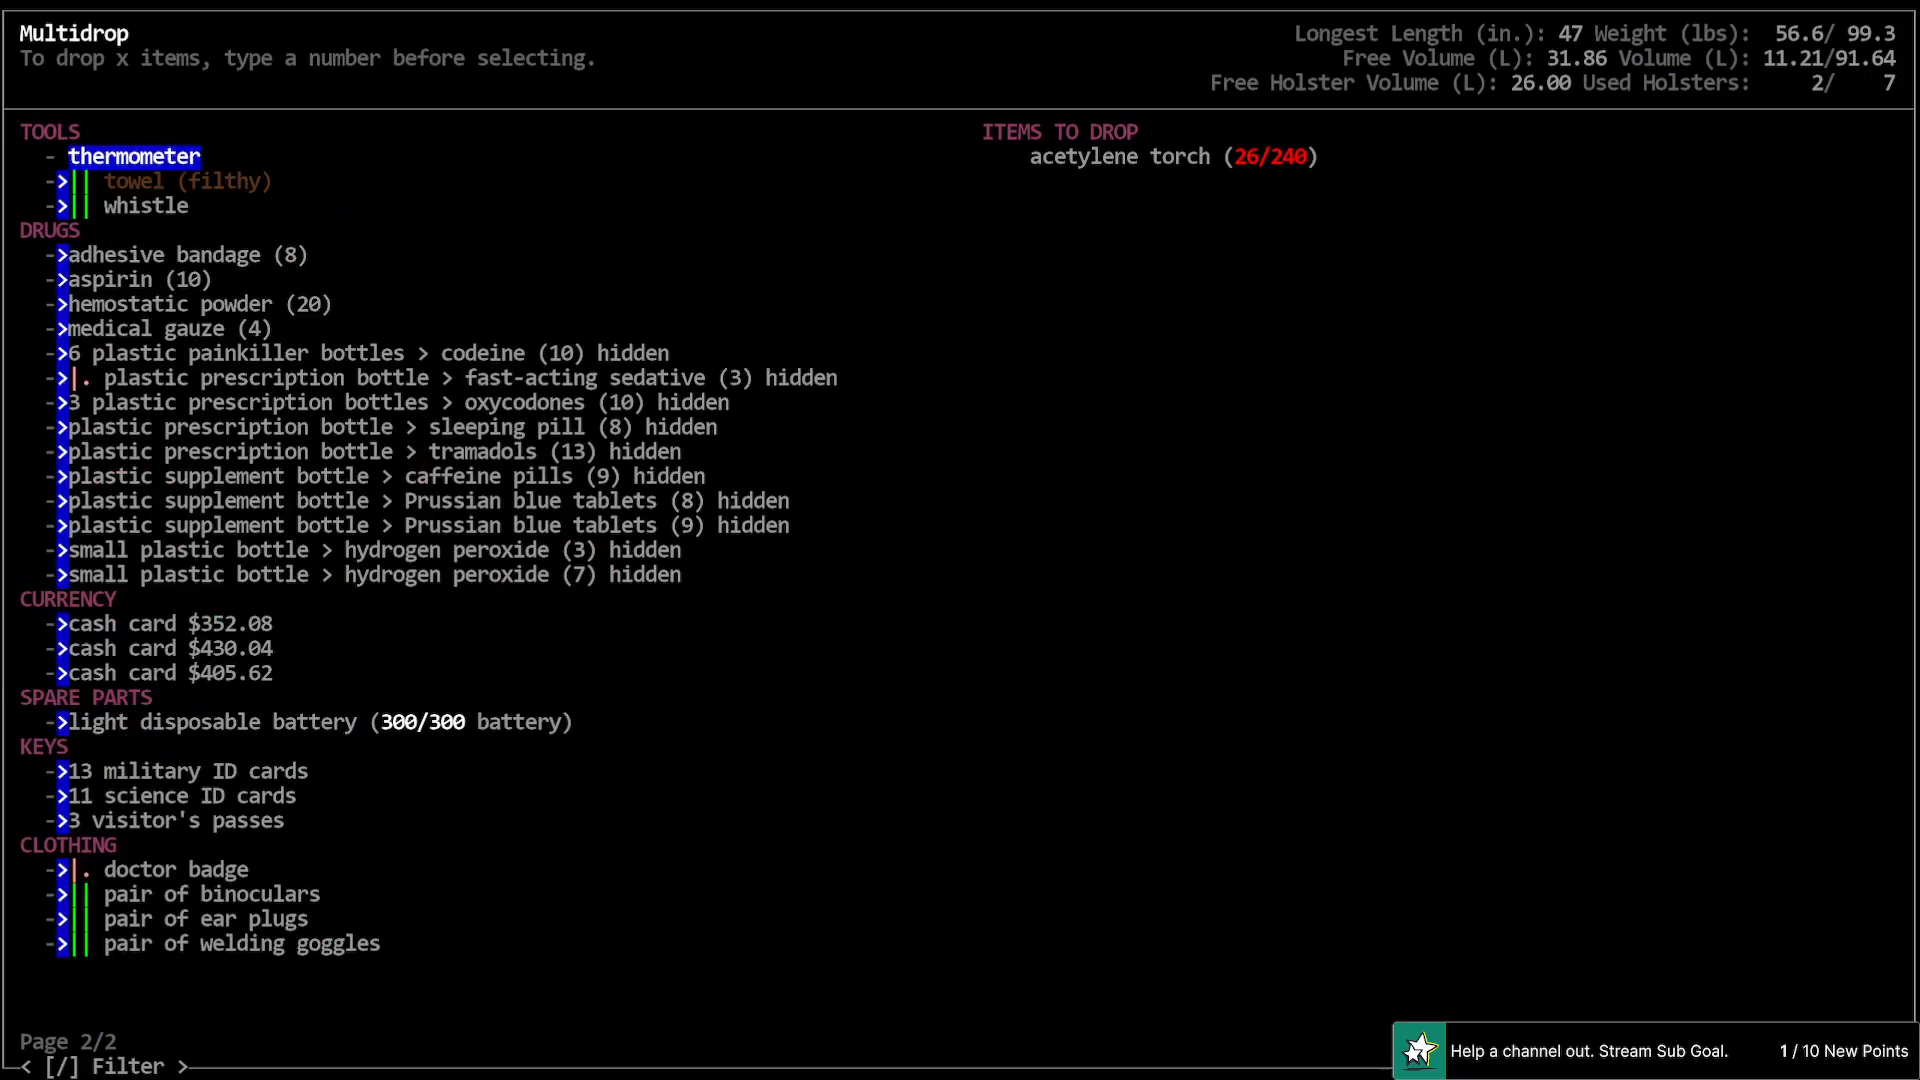 Multidrop
To drop x items, type a number before selecting.
Longest Length (in.): 47 Weight (lbs): 56.6/ 99.3
Free Volume (L): 31.86 Volume (L): 11.21/91.64
Free Holster Volume (L): 26.00 Used Holsters: 2/ 7
TOOLS
- thermometer
->|| towel (filthy)
->|| whistle
DRUGS
->adhesive bandage (8)
->aspirin (10)
->hemostatic powder (20)
->medical gauze (4)
->6 plastic painkiller bottles > codeine (10) hidden
->|. plastic prescription bottle > fast-acting sedative (3) hidden
->3 plastic prescription bottles > oxycodones (10) hidden
->plastic prescription bottle > sleeping pill (8) hidden
->plastic prescription bottle > tramadols (13) hidden
->plastic supplement bottle > caffeine pills (9) hidden
->plastic supplement bottle > Prussian blue tablets (8) hidden
->plastic supplement bottle > Prussian blue tablets (9) hidden
->small plastic bottle > hydrogen peroxide (3) hidden
->small plastic bottle > hydrogen peroxide (7) hidden
CURRENCY
->cash card $352.08
->cash card $430.04
->cash card $405.62
SPARE PARTS
->light disposable battery (300/300 battery)
KEYS
->13 military ID cards
->11 science ID cards
->3 visitor's passes
CLOTHING
->|. doctor badge
->|| pair of binoculars
->|| pair of ear plugs
->|| pair of welding goggles
ITEMS TO DROP
acetylene torch (26/240)
Page 2/2
< [/] Filter >
Help a channel out. Stream Sub Goal. 1 / 10 New Points